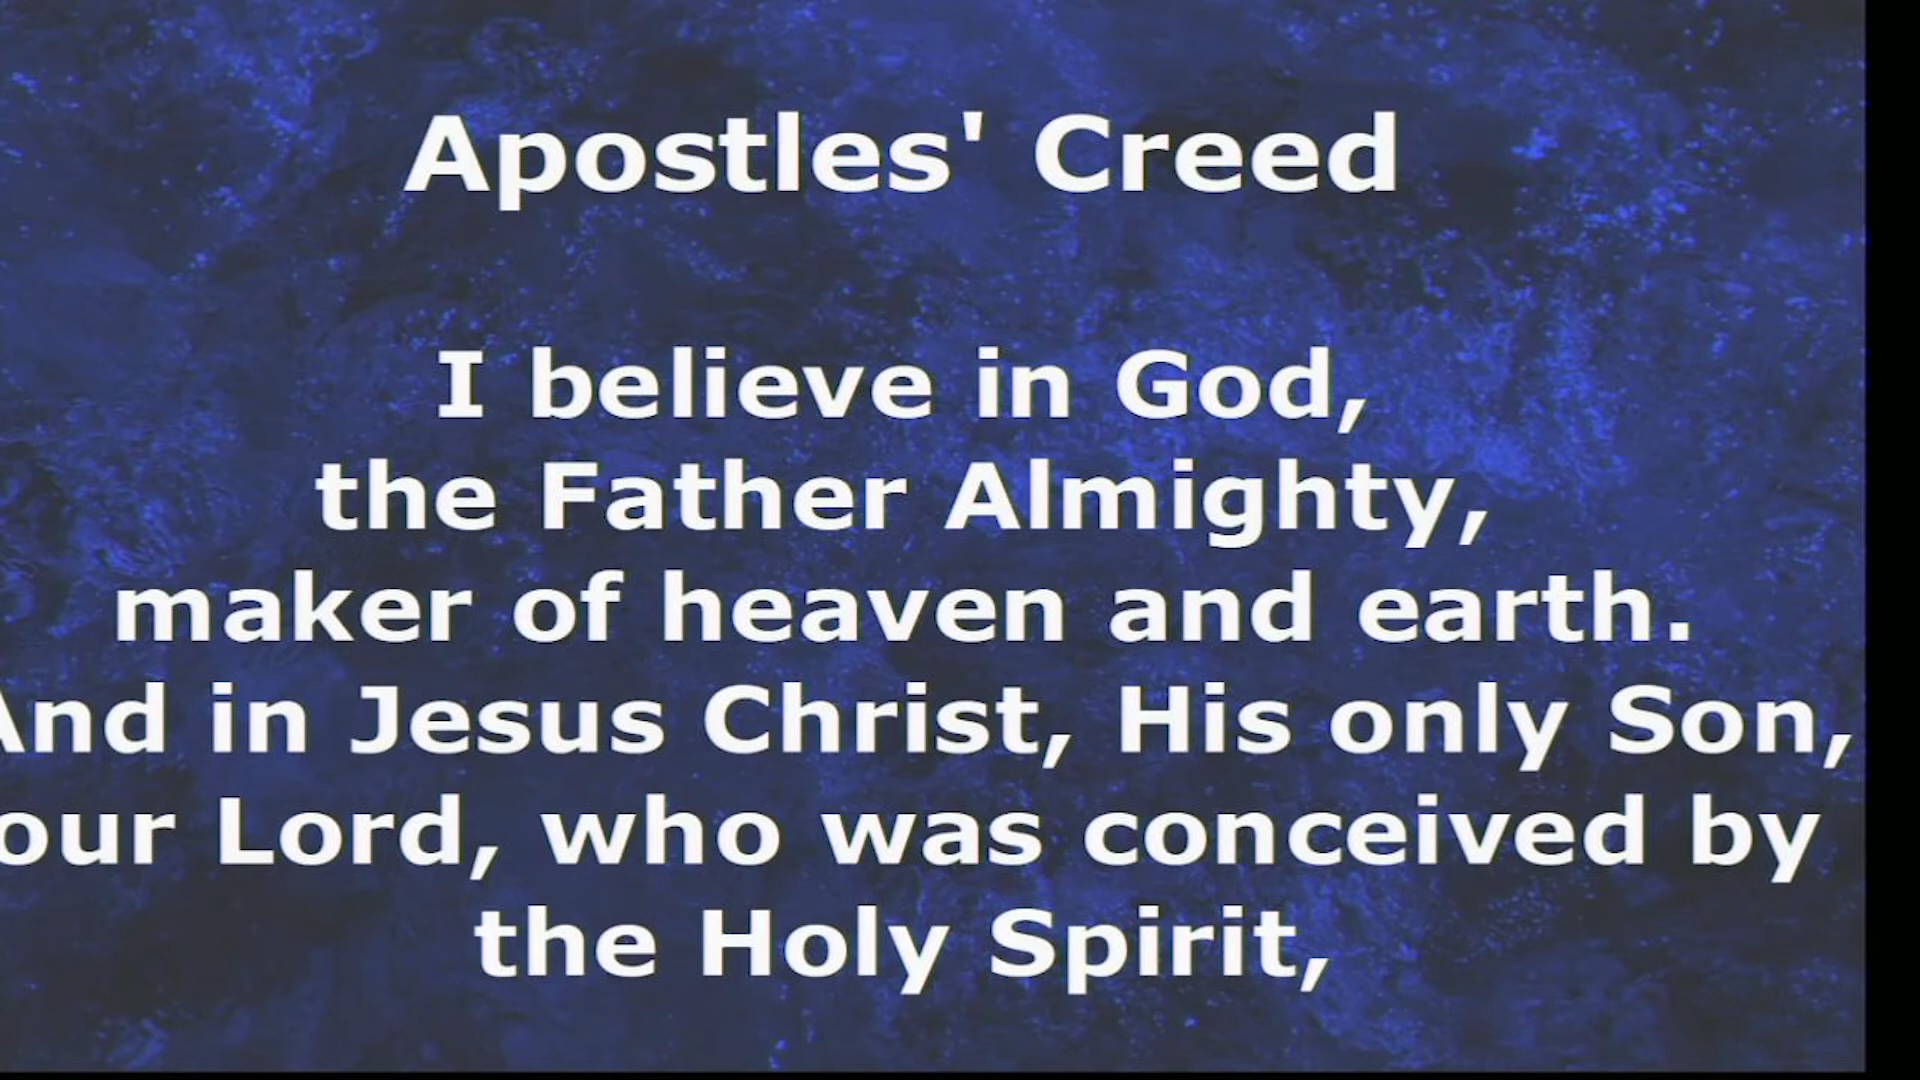 Apostles' Creed
I believe in God,
the Father Almighty,
maker of heaven and earth.
And in Jesus Christ, His only Son,
our Lord, who was conceived by
the Holy Spirit,